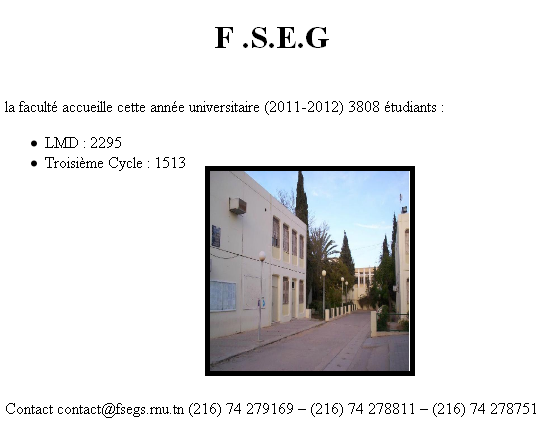 F .S.E.G
la faculté accueille cette année universitaire (2011-2012) 3808 étudiants :
LMD : 2295
Troisième Cycle : 1513
Contact contact@fsegs.rnu.tn (216) 74 279169 – (216) 74 278811 – (216) 74 278751